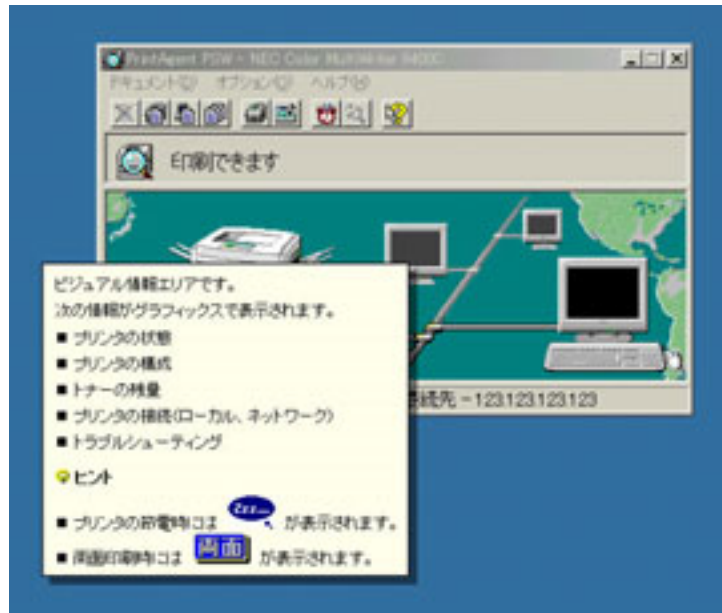 PrintAgent PSW - NEC Color MultiWriter 9400C
ドキュメント(D) オプション(O) ヘルプ(H)
印刷できます
接続先 - 123.123.123.123
ビジュアル情報エリアです。
次の情報がグラフィックスで表示されます。
■ プリンタの状態
■ プリンタの構成
■ トナーの残量
■ プリンタの接続(ローカル、ネットワーク)
■ トラブルシューティング
ヒント
■ プリンタの節電時には Zzz... が表示されます。
■ 両面印刷時には 両面 が表示されます。